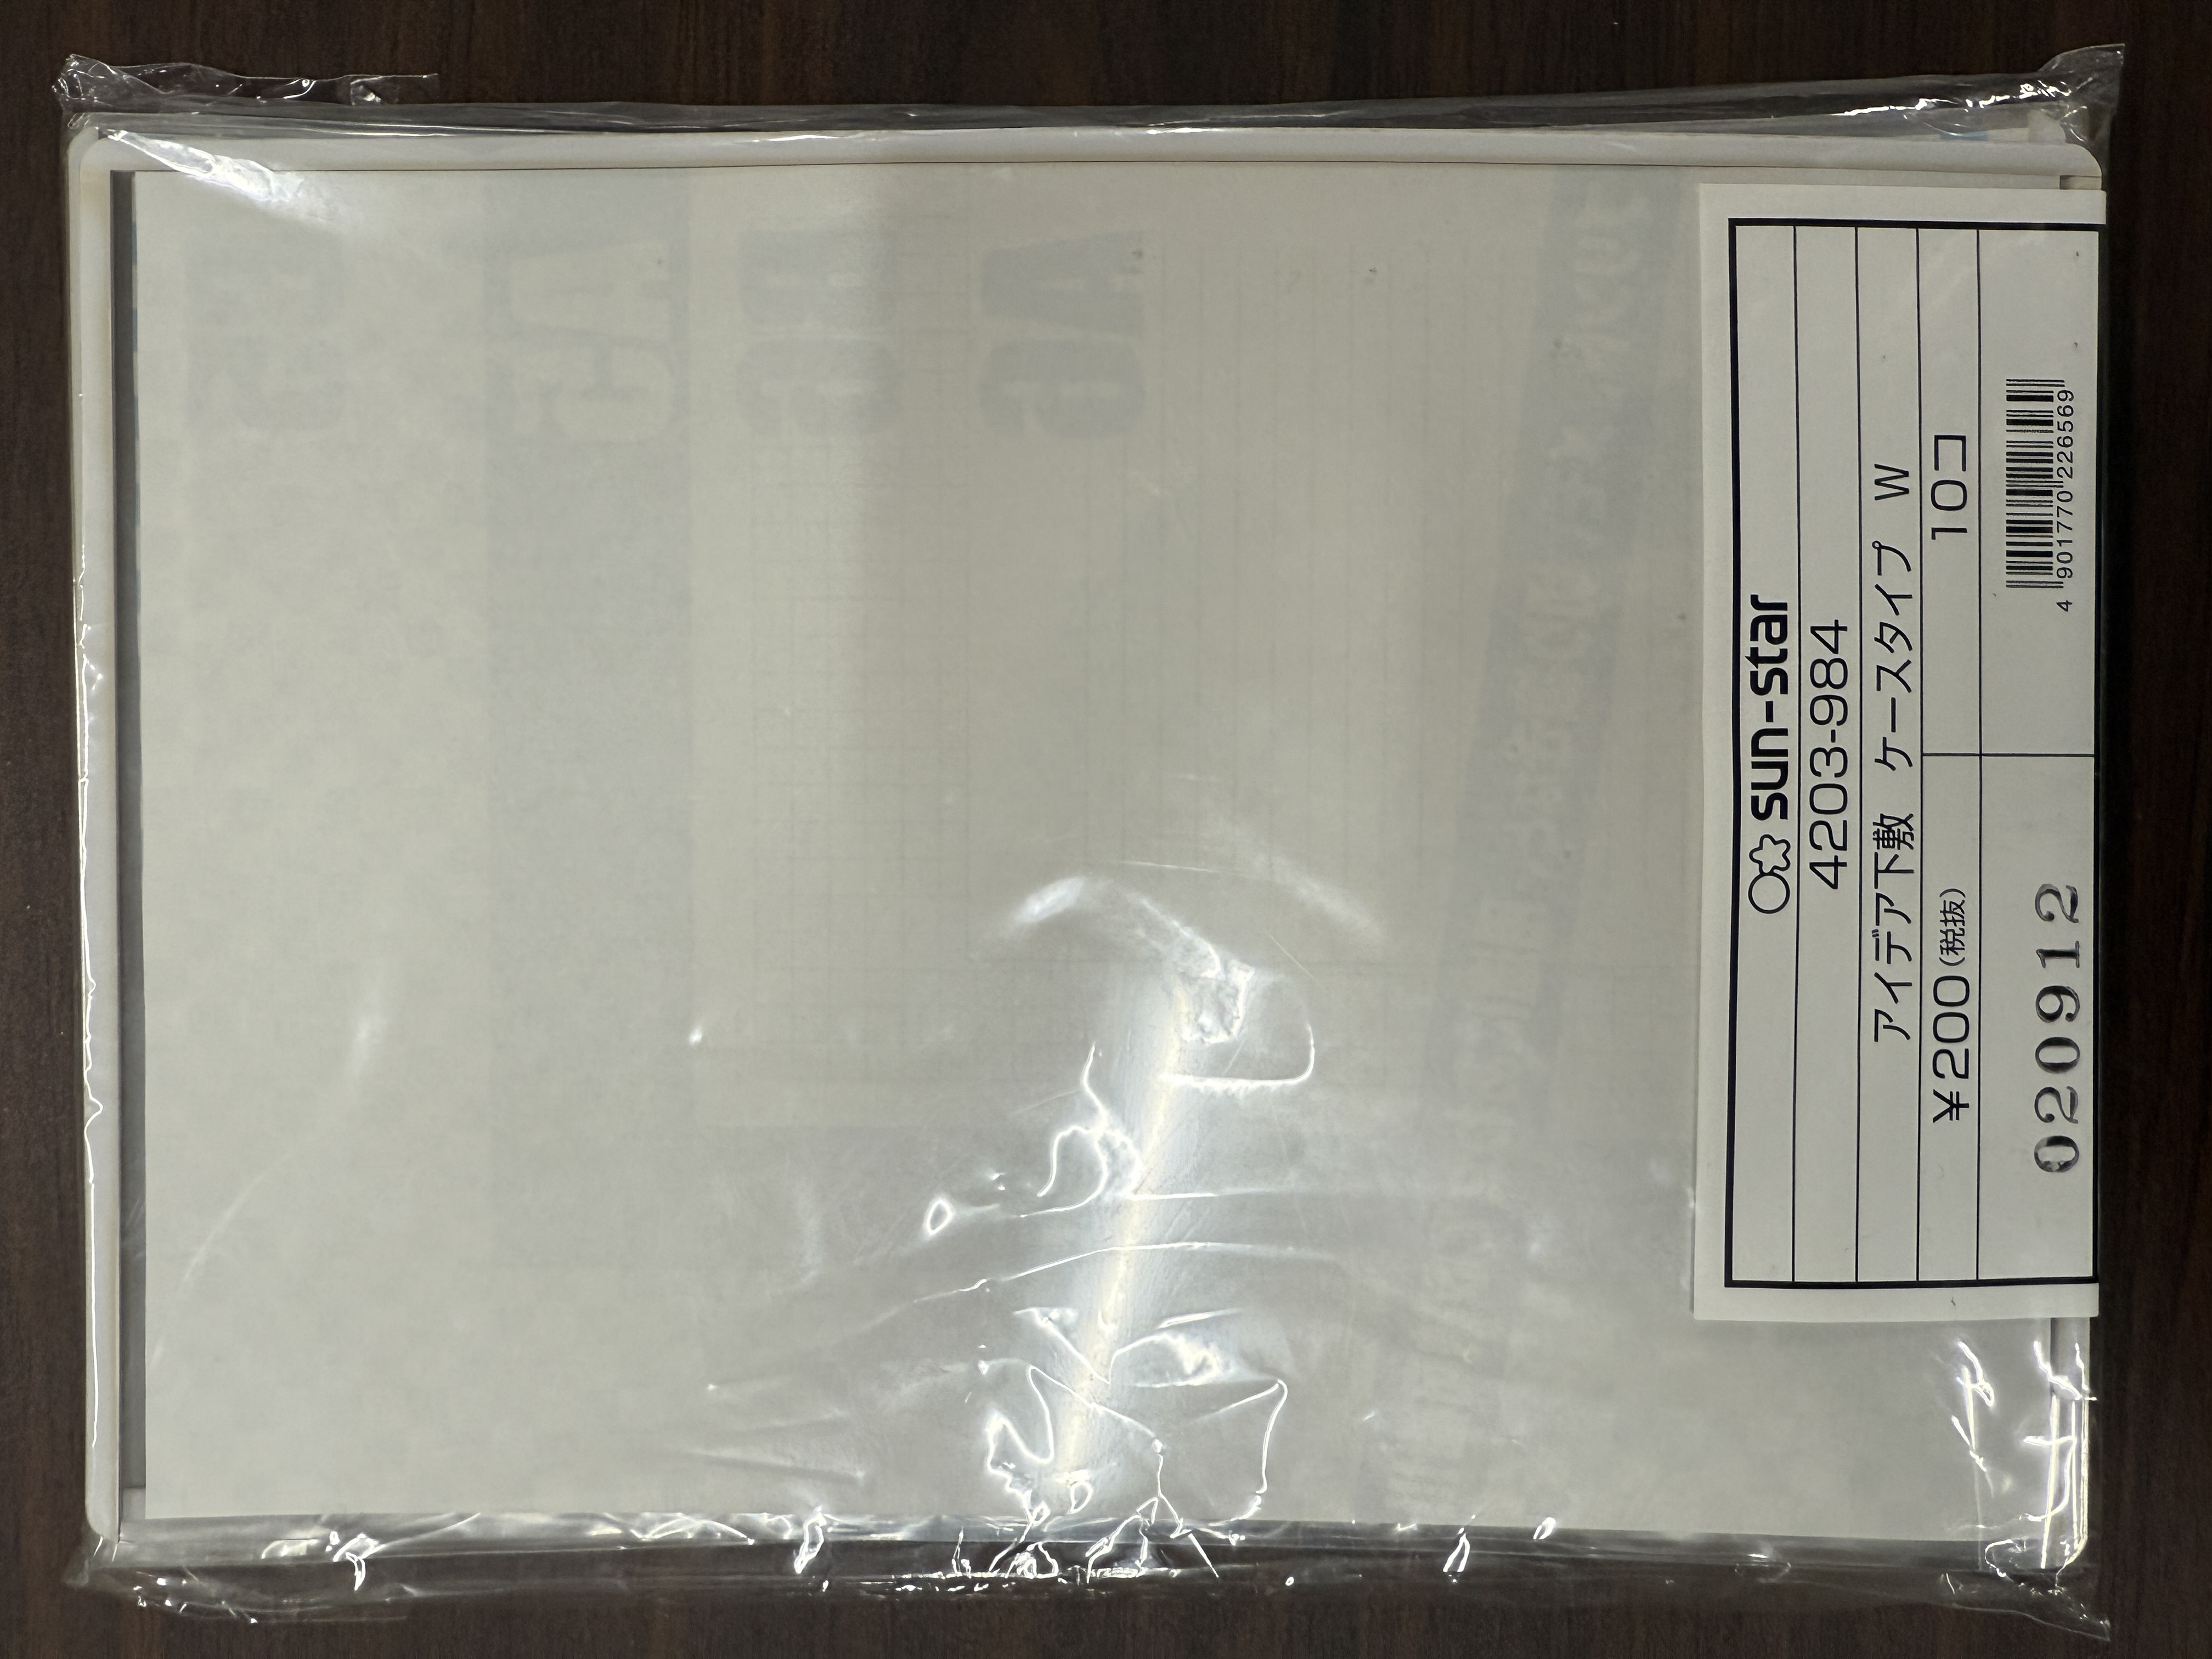 sun-star
4203-984
アイデア下敷 ケースタイプ W
¥200(税抜) 10コ
020912
4 901770 226569